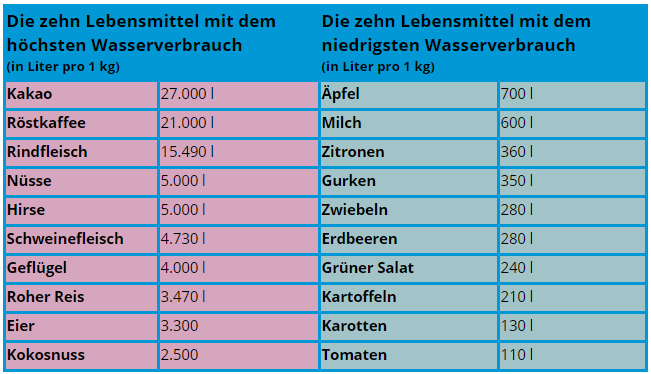 Die zehn Lebensmittel mit dem
höchsten Wasserverbrauch
(in Liter pro 1 kg)
Die zehn Lebensmittel mit dem
niedrigsten Wasserverbrauch
(in Liter pro 1 kg)
Kakao 27.000 l Äpfel 700 l
Röstkaffee 21.000 l Milch 600 l
Rindfleisch 15.490 l Zitronen 360 l
Nüsse 5.000 l Gurken 350 l
Hirse 5.000 l Zwiebeln 280 l
Schweinefleisch 4.730 l Erdbeeren 280 l
Geflügel 4.000 l Grüner Salat 240 l
Roher Reis 3.470 l Kartoffeln 210 l
Eier 3.300 Karotten 130 l
Kokosnuss 2.500 Tomaten 110 l